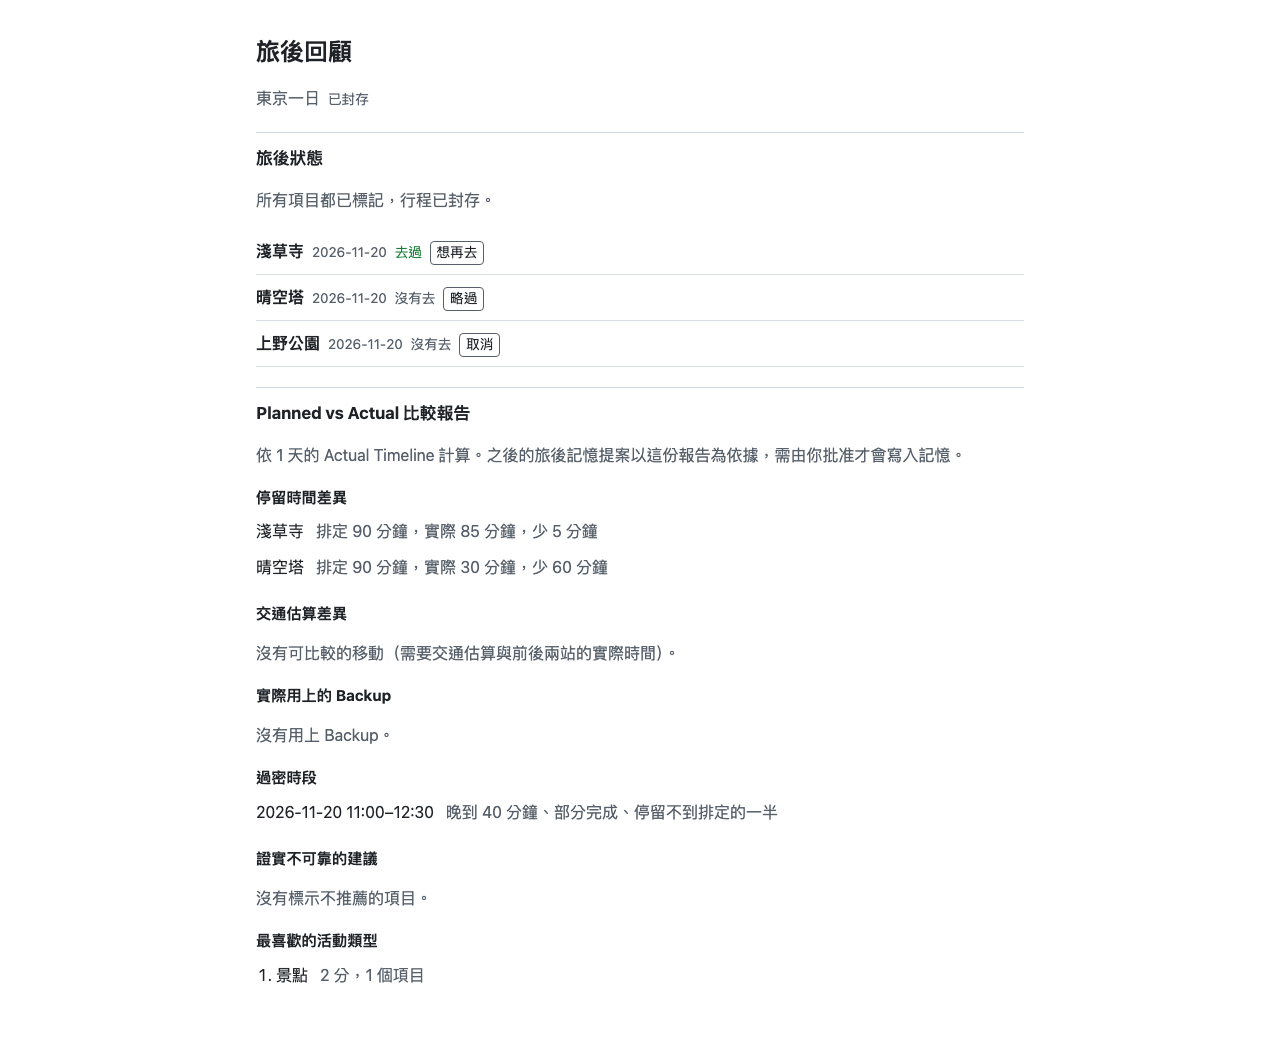 旅後回顧
東京一日 已封存
旅後狀態
所有項目都已標記，行程已封存。
淺草寺 2026-11-20 去過 想再去
晴空塔 2026-11-20 沒有去 略過
上野公園 2026-11-20 沒有去 取消
Planned vs Actual 比較報告
依 1 天的 Actual Timeline 計算。之後的旅後記憶提案以這份報告為依據，需由你批准才會寫入記憶。
停留時間差異
淺草寺 排定 90 分鐘，實際 85 分鐘，少 5 分鐘
晴空塔 排定 90 分鐘，實際 30 分鐘，少 60 分鐘
交通估算差異
沒有可比較的移動（需要交通估算與前後兩站的實際時間）。
實際用上的 Backup
沒有用上 Backup。
過密時段
2026-11-20 11:00–12:30 晚到 40 分鐘、部分完成、停留不到排定的一半
證實不可靠的建議
沒有標示不推薦的項目。
最喜歡的活動類型
1. 景點 2 分，1 個項目